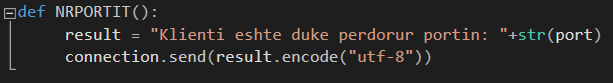 def NRPORTIT():
result = "Klienti eshte duke perdorur portin: "+str(port)
connection.send(result.encode("utf-8"))